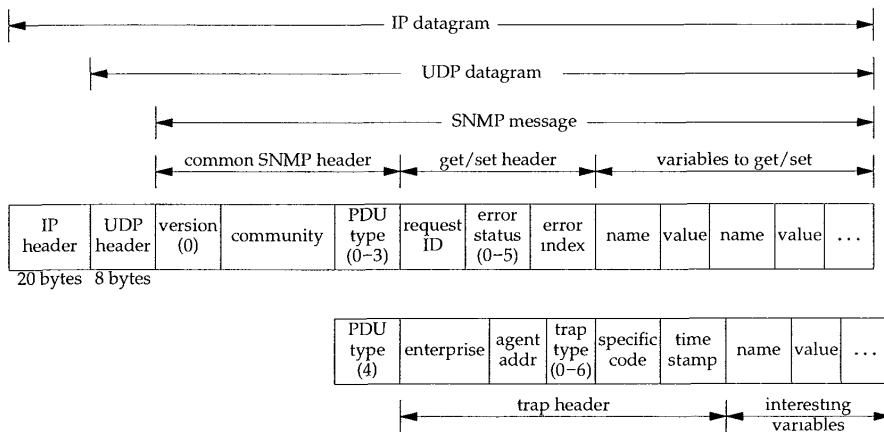 IP datagram
UDP datagram
SNMP message
common SNMP header get/set header variables to get/set
IP header
UDP header
version (0)
community
PDU type (0-3)
request ID
error status (0-5)
error index
name
value
name
value
...
20 bytes 8 bytes
PDU type (4)
enterprise
agent addr
trap type (0-6)
specific code
time stamp
name
value
...
trap header
interesting variables